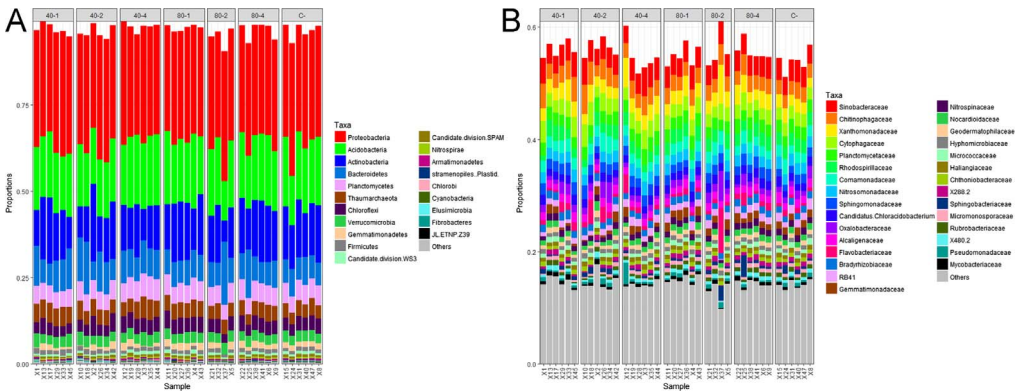 A
40-1 40-2 40-4 80-1 80-2 80-4 C-
Proportions
0.75
0.50
0.25
0.00
Sample
Taxa
Proteobacteria
Acidobacteria
Actinobacteria
Bacteroidetes
Planctomycetes
Thaumarchaeota
Chloroflexi
Verrucomicrobia
Gemmatimonadetes
Firmicutes
Candidate.division.WS3
Candidate.division.SPAM
Nitrospirae
Armatimonadetes
stramenopiles_Plastid.
Chlorobi
Cyanobacteria
Elusimicrobia
Fibrobacteres
JL.ETNP.Z39
Others
B
40-1 40-2 40-4 80-1 80-2 80-4 C-
Proportions
0.6
0.4
0.2
0.0
Sample
Taxa
Sinobacteraceae
Chitinophagaceae
Xanthomonadaceae
Cytophagaceae
Planctomycetaceae
Rhodospirillaceae
Comamonadaceae
Nitrosomonadaceae
Sphingomonadaceae
Candidatus.Chloracidobacterium
Oxalobacteraceae
Alcaligenaceae
Flavobacteriaceae
Bradyrhizobiaceae
RB41
Gemmatimonadaceae
Nitrospinaceae
Nocardioidaceae
Geodermatophilaceae
Hyphomicrobiaceae
Micrococcaceae
Haliangiaceae
Chthoniobacteraceae
X288.2
Sphingobacteriaceae
Micromonosporaceae
Rubrobacteriaceae
X480.2
Pseudomonadaceae
Mycobacteriaceae
Others